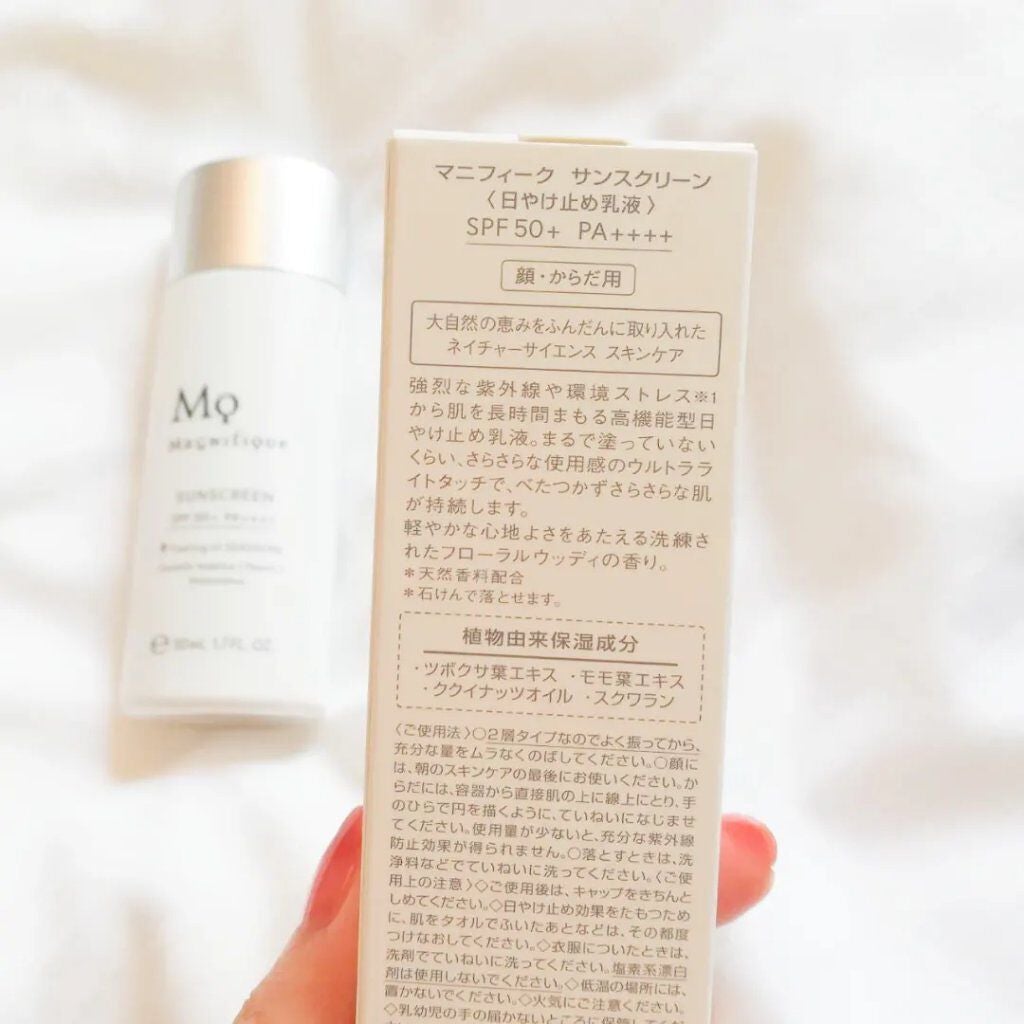 マニフィーク サンスクリーン
〈日やけ止め乳液〉
SPF50+ PA++++
顔・からだ用
大自然の恵みをふんだんに取り入れた
ネイチャーサイエンス スキンケア
強烈な紫外線や環境ストレス※1
から肌を長時間まもる高機能型日
やけ止め乳液。まるで塗っていない
くらい、さらさらな使用感のウルトララ
イトタッチで、べたつかずさらさらな肌
が持続します。
軽やかな心地よさをあたえる洗練さ
れたフローラルウッディの香り。
＊天然香料配合
＊石けんで落とせます。
植物由来保湿成分
・ツボクサ葉エキス ・モモ葉エキス
・ククイナッツオイル ・スクワラン
〈ご使用法〉○2層タイプなのでよく振ってから、
充分な量をムラなくのばしてください。○顔に
は、朝のスキンケアの最後にお使いください。か
らだには、容器から直接肌の上に線上にとり、手
のひらで円を描くように、ていねいになじませ
てください。使用量が少ないと、充分な紫外線
防止効果が得られません。○落とすときは、洗
浄料などでていねいに洗ってください。〈ご使
用上の注意〉◇ご使用後は、キャップをきちんと
しめてください。◇日やけ止め効果をたもつため
に、肌をタオルでふいたあとなどは、その都度
つけなおしてください。◇衣服についたときは、
洗剤でていねいに洗ってください。塩素系漂白
剤は使用しないでください。◇低温の場所には、
置かないでください。◇火気にご注意ください。
◇乳幼児の手の届かないところに保管してくだ
Mọ
Magnifique
SUNSCREEN
SPF 50+ PA++++
℮ 50mL 1.7FL. OZ.